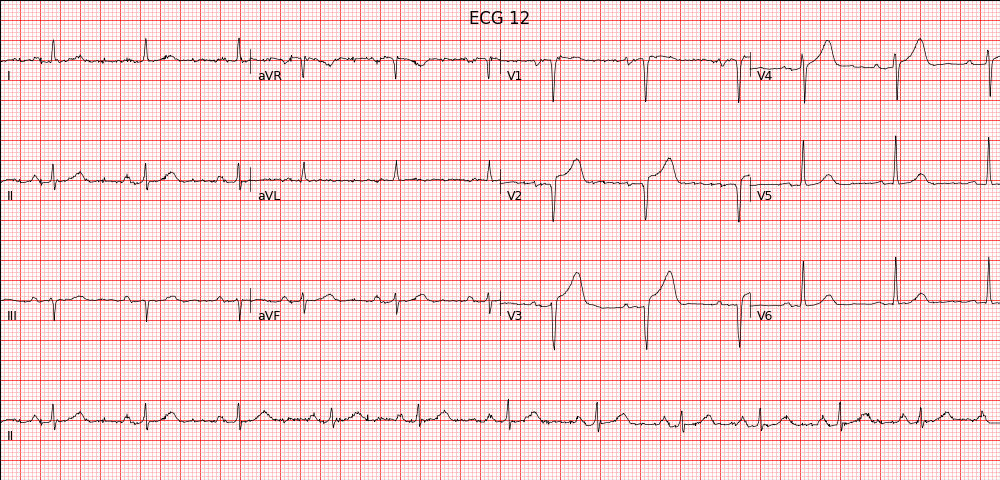 ECG 12
I aVR V1 V4
II aVL V2 V5
III aVF V3 V6
II